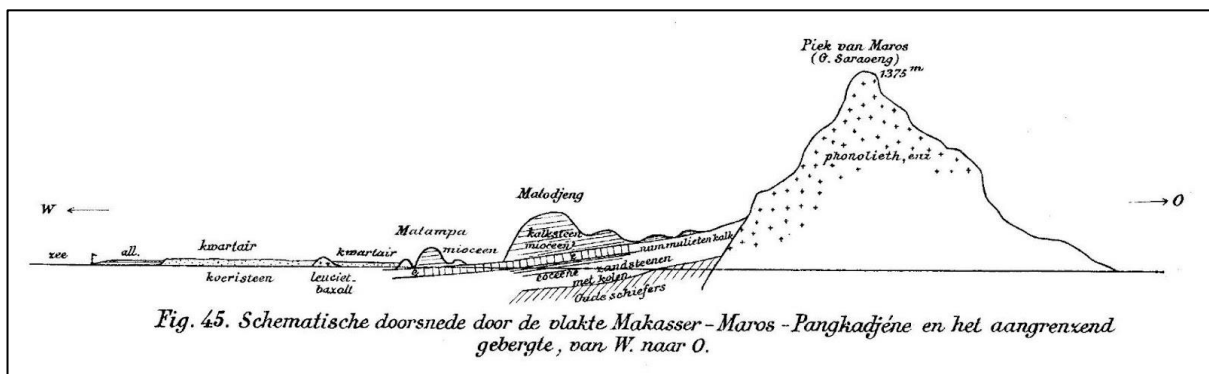 Piek van Maros
(G. Saraoeng)
1375 m
phonolieth, enz
W
O
Matodjeng
Matampa
kalksteen
mioceen
mioceen
nummulietenkalk
zee
all.
kwartair
kwartair
koeristeen
leuciet-
basalt
eocene zandsteenen
met kolen
Oude schiefers
Fig. 45. Schematische doorsnede door de vlakte Makasser-Maros-Pangkadjéne en het aangrenzend
gebergte, van W. naar O.